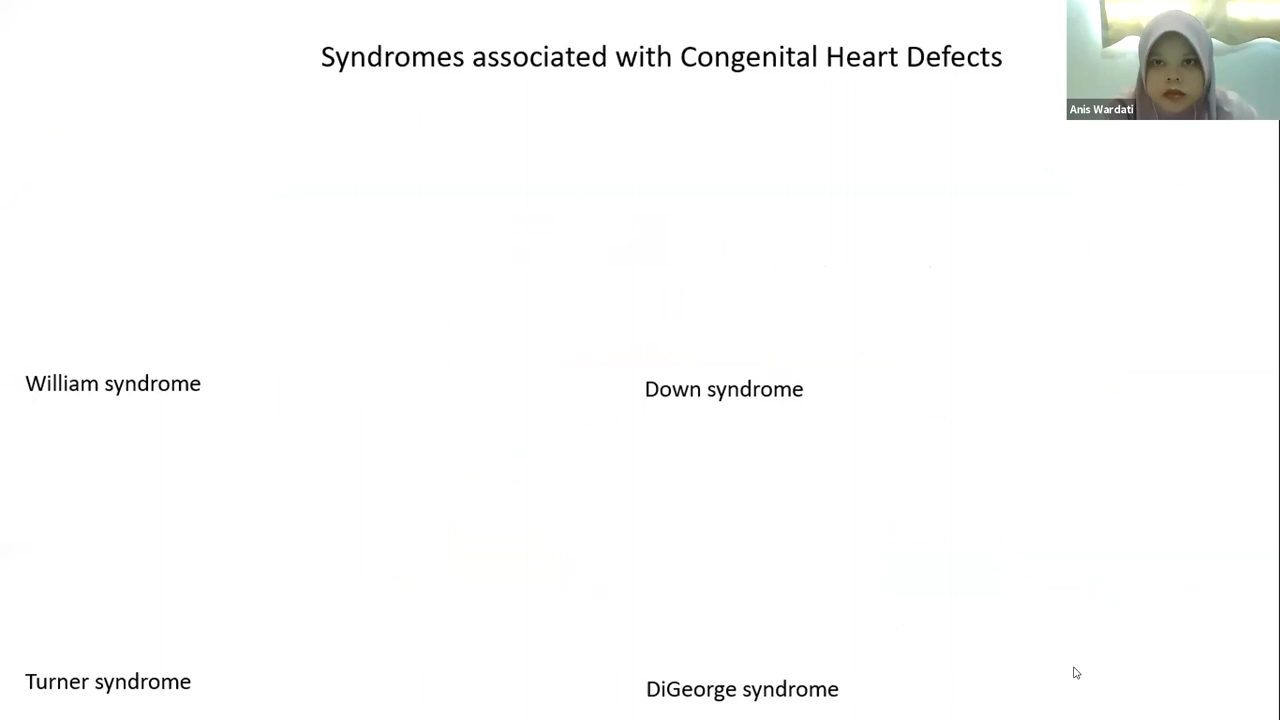 Syndromes associated with Congenital Heart Defects
Anis Wardati
William syndrome
Down syndrome
Turner syndrome
DiGeorge syndrome